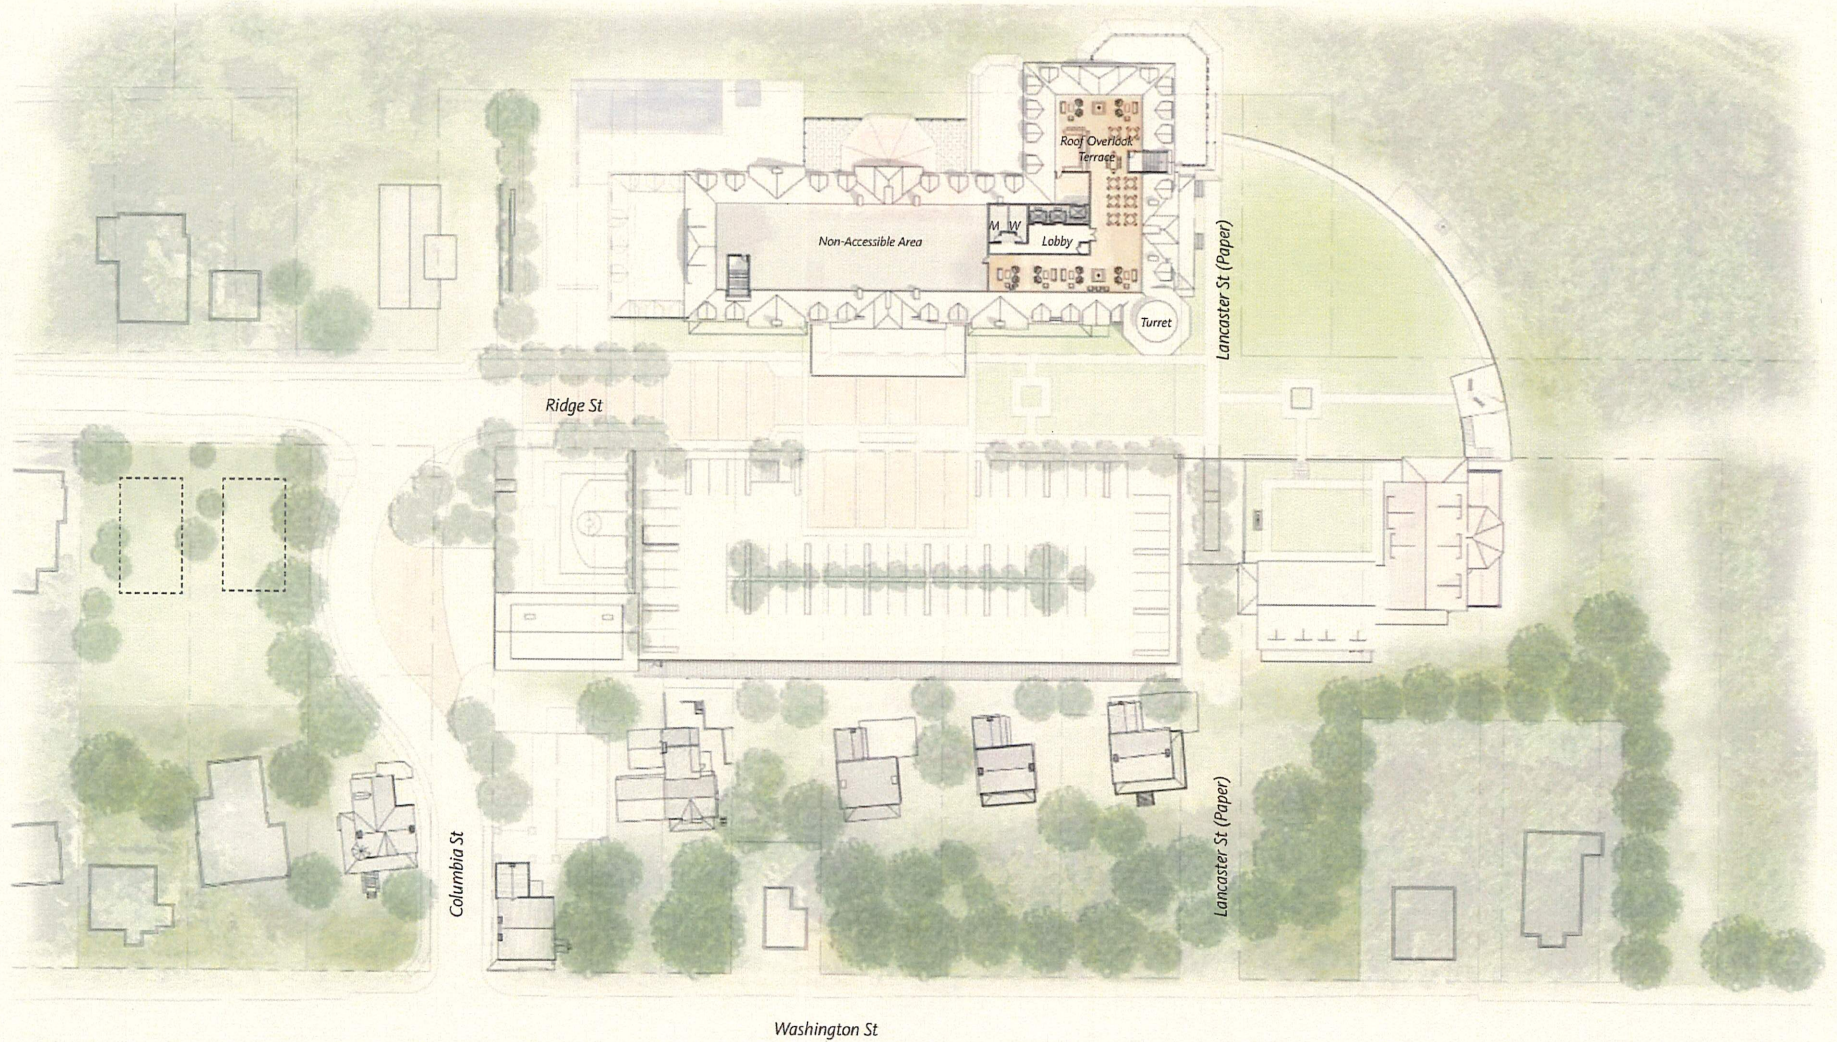 Roof Overlook
Terrace
Non-Accessible Area
M W
Lobby
Turret
Lancaster St (Paper)
Ridge St
Columbia St
Lancaster St (Paper)
Washington St